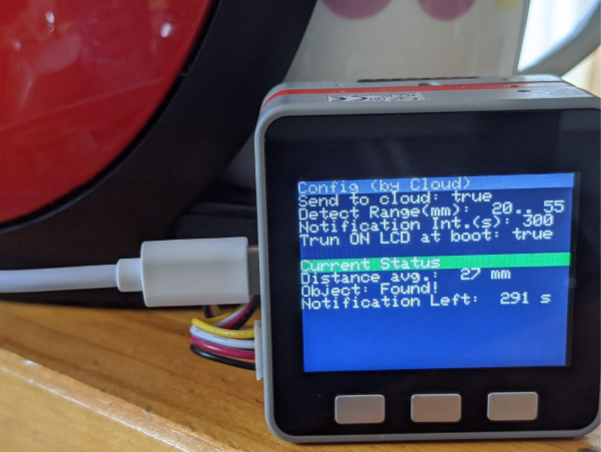 Config (by Cloud)
Send to cloud: true
Detect Range(mm): 20.. 55
Notification Int.(s): 300
Trun ON LCD at boot: true
Current Status
Distance avg.: 27 mm
Object: Found!
Notification Left: 291 s